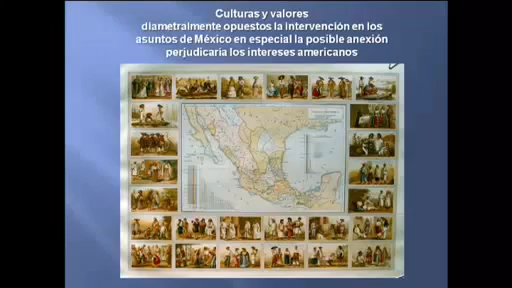 Culturas y valores
diametralmente opuestos la intervención en los
asuntos de México en especial la posible anexión
perjudicaria los intereses americanos